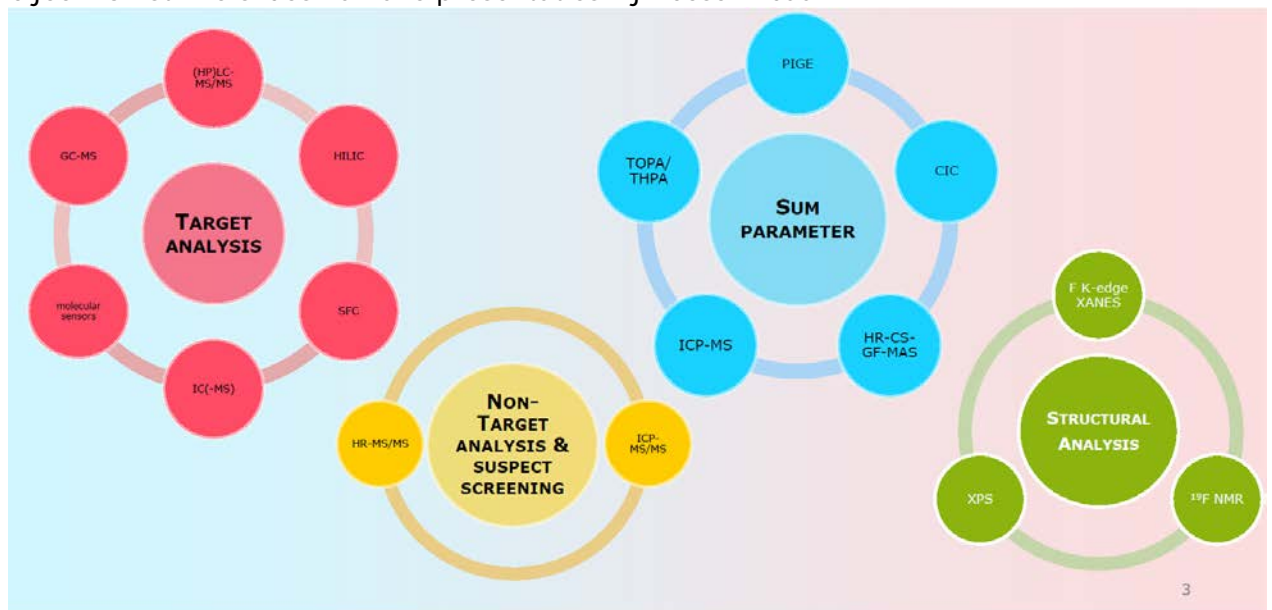 (HP)LC-
MS/MS
GC-MS
HILIC
TARGET
ANALYSIS
molecular
sensors
SFC
IC(-MS)
NON-
TARGET
ANALYSIS &
SUSPECT
SCREENING
HR-MS/MS
ICP-
MS/MS
PIGE
TOPA/
THPA
CIC
SUM
PARAMETER
ICP-MS
HR-CS-
GF-MAS
F K-edge
XANES
STRUCTURAL
ANALYSIS
XPS
¹⁹F NMR
3